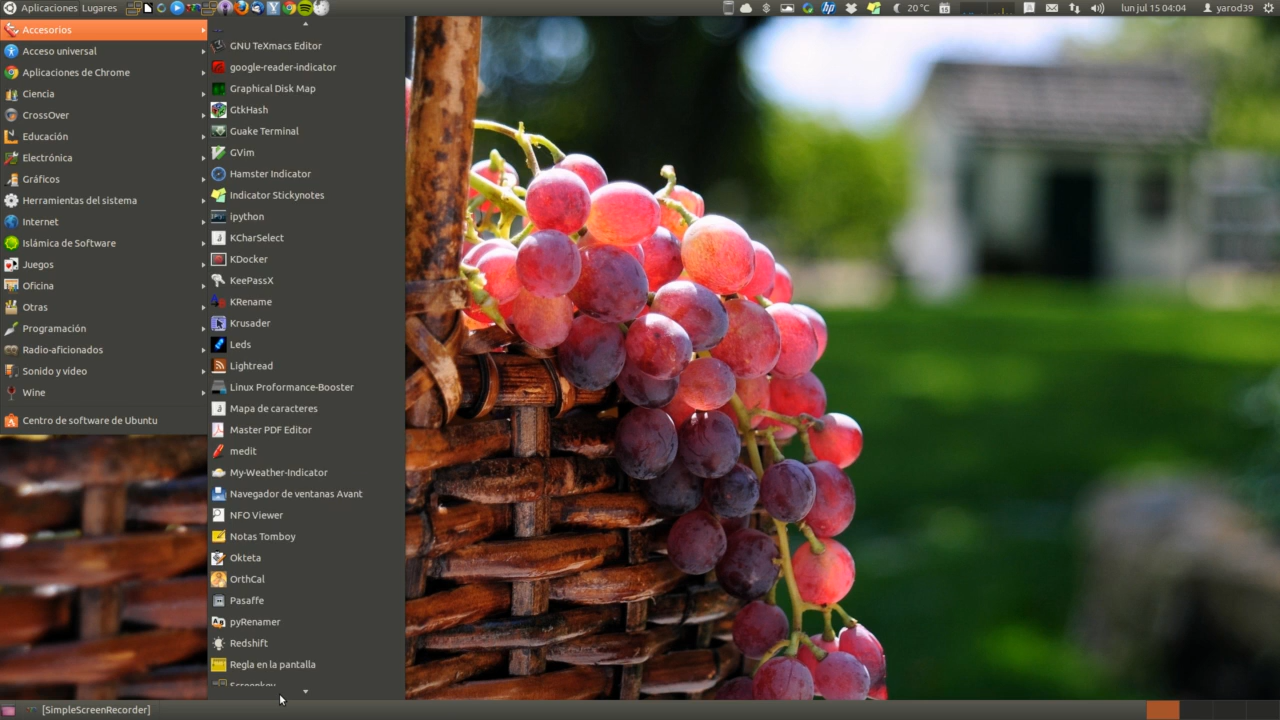 Aplicaciones Lugares
20 °C
lun jul 15 04:04
yarod39
Accesorios
Acceso universal
Aplicaciones de Chrome
Ciencia
CrossOver
Educación
Electrónica
Gráficos
Herramientas del sistema
Internet
Islámica de Software
Juegos
Oficina
Otras
Programación
Radio-aficionados
Sonido y vídeo
Wine
Centro de software de Ubuntu
GNU TeXmacs Editor
google-reader-indicator
Graphical Disk Map
GtkHash
Guake Terminal
GVim
Hamster Indicator
Indicator Stickynotes
ipython
KCharSelect
KDocker
KeePassX
KRename
Krusader
Leds
Lightread
Linux Proformance-Booster
Mapa de caracteres
Master PDF Editor
medit
My-Weather-Indicator
Navegador de ventanas Avant
NFO Viewer
Notas Tomboy
Okteta
OrthCal
Pasaffe
pyRenamer
Redshift
Regla en la pantalla
Screenkey
[SimpleScreenRecorder]